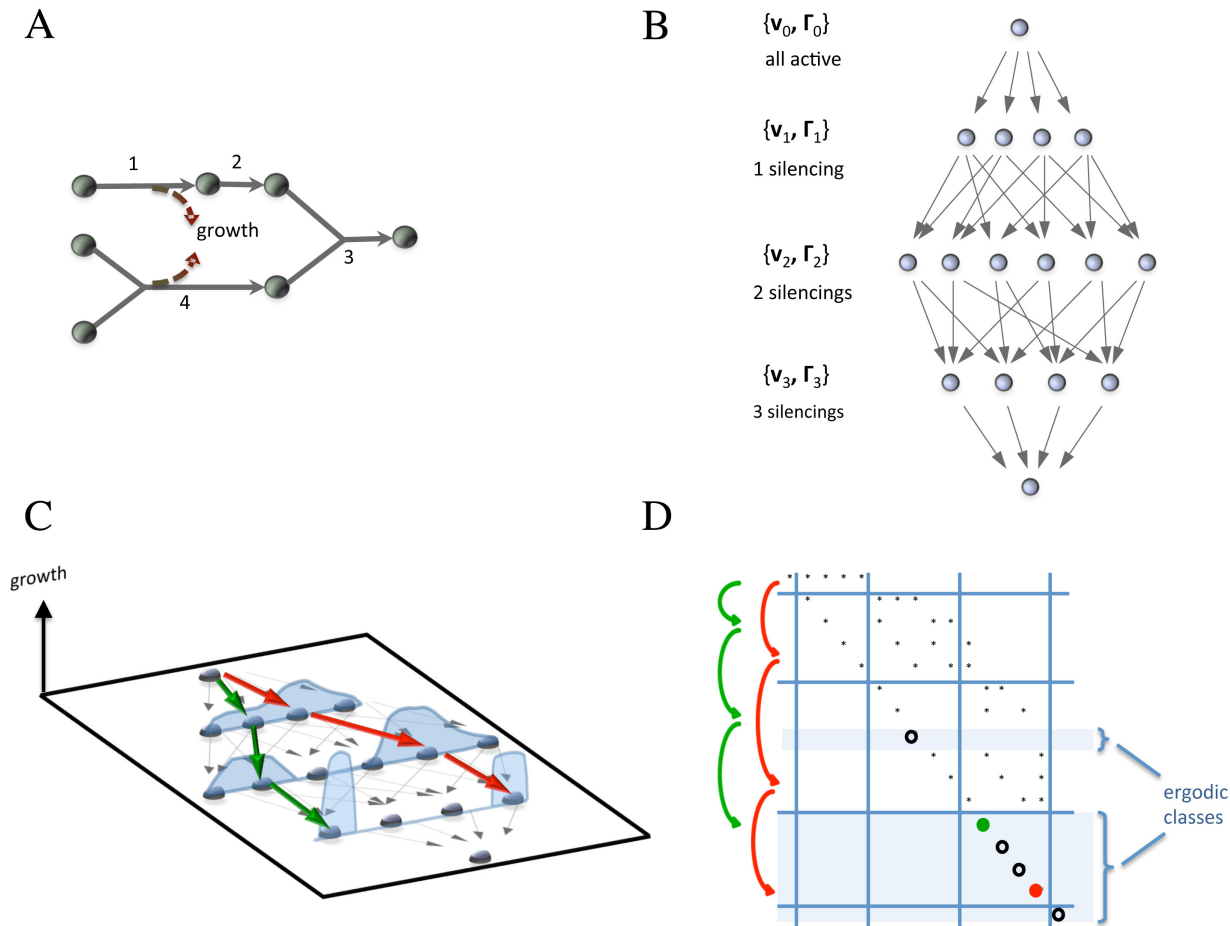 A
1
2
growth
3
4
B
{v₀, Γ₀}
all active
{v₁, Γ₁}
1 silencing
{v₂, Γ₂}
2 silencings
{v₃, Γ₃}
3 silencings
C
growth
D
ergodic
classes